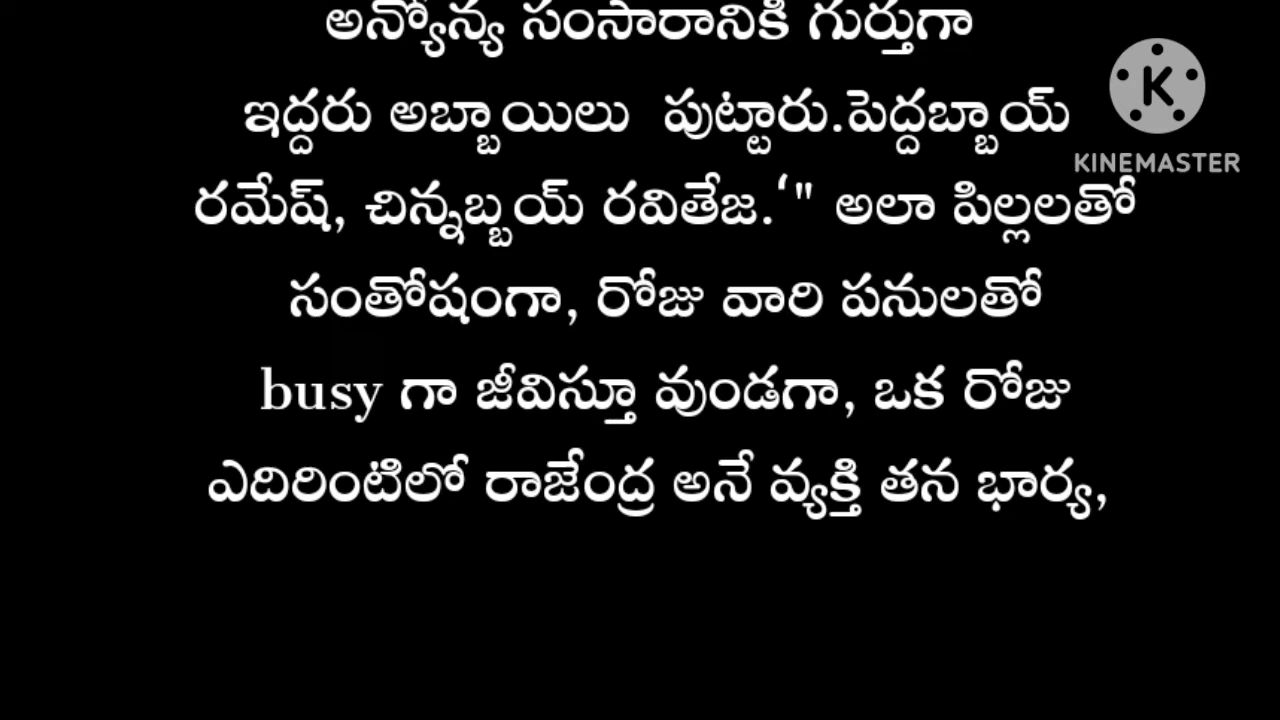 అన్యోన్య సంసారానికి గుర్తుగా
ఇద్దరు అబ్బాయిలు పుట్టారు.పెద్దబ్బాయ్
రమేష్, చిన్నబ్బయ్ రవితేజ.‘" అలా పిల్లలతో
సంతోషంగా, రోజు వారి పనులతో
busy గా జీవిస్తూ వుండగా, ఒక రోజు
ఎదిరింటిలో రాజేంద్ర అనే వ్యక్తి తన భార్య,
K
KINEMASTER